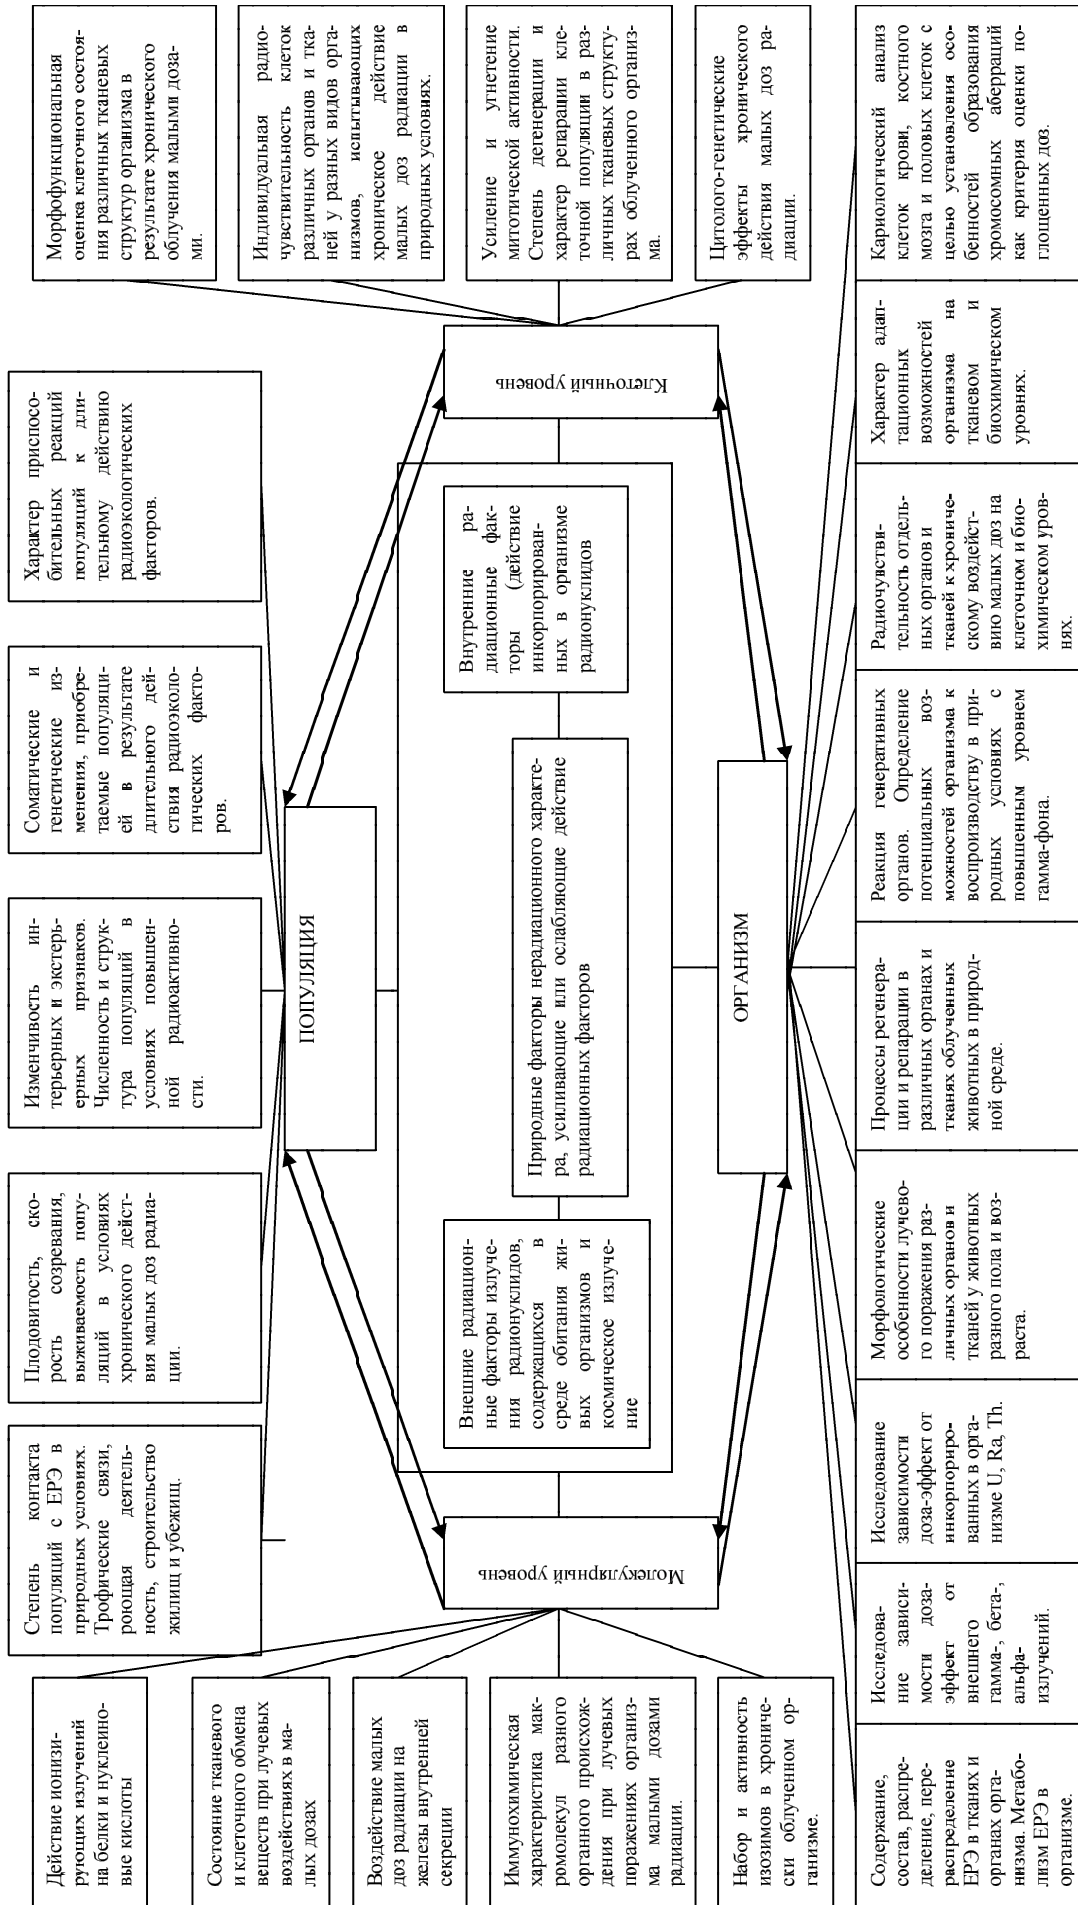 Действие ионизи-
рующих излучений
на белки и нуклеино-
вые кислоты
Состояние тканевого
и клеточного обмена
веществ при лучевых
воздействиях в ма-
лых дозах
Воздействие малых
доз радиации на
железы внутренней
секреции
Иммунохимическая
характеристика мак-
ромолекул разного
органного происхож-
дения при лучевых
поражениях организ-
ма малыми дозами
радиации.
Набор и активность
изозимов в хрониче-
ски облученном ор-
ганизме.
Молекулярный уровень
Степень контакта
популяций с ЕРЭ в
природных условиях.
Трофические связи,
роющая деятель-
ность, строительство
жилищ и убежищ.
Плодовитость, ско-
рость созревания,
выживаемость попу-
ляций в условиях
хронического дейст-
вия малых доз радиа-
ции.
Изменчивость ин-
терьерных и экстерь-
ерных признаков.
Численность и струк-
тура популяций в
условиях повышен-
ной радиоактивно-
сти.
Соматические и
генетические из-
менения, приобре-
таемые популяци-
ей в результате
длительного дей-
ствия радиоэколо-
гических факто-
ров.
Характер приспосо-
бительных реакций
популяций к дли-
тельному действию
радиоэкологических
факторов.
ПОПУЛЯЦИЯ
Внешние радиацион-
ные факторы излуче-
ния радионуклидов,
содержащихся в
среде обитания жи-
вых организмов и
космическое излуче-
ние
Природные факторы нерадиационного характе-
ра, усиливающие или ослабляющие действие
радиационных факторов
Внутренние ра-
диационные фак-
торы (действие
инкорпорирован-
ных в организме
радионуклидов
ОРГАНИЗМ
Клеточный уровень
Морфофункциональная
оценка клеточного состоя-
ния различных тканевых
структур организма в
результате хронического
облучения малыми доза-
ми.
Индивидуальная радио-
чувствительность клеток
различных органов и тка-
ней у разных видов орга-
низмов, испытывающих
хроническое действие
малых доз радиации в
природных условиях.
Усиление и угнетение
митотической активности.
Степень дегенерации и
характер репарации кле-
точной популяции в раз-
личных тканевых структу-
рах облученного организ-
ма.
Цитолого-генетические
эффекты хронического
действия малых доз ра-
диации.
Содержание,
состав, распре-
деление, пере-
распределение
ЕРЭ в тканях и
органах орга-
низма. Метабо-
лизм ЕРЭ в
организме.
Исследова-
ние зависи-
мости доза-
эффект от
внешнего
гамма-, бета-,
альфа-
излучений.
Исследование
зависимости
доза-эффект от
инкорпориро-
ванных в орга-
низме U, Ra, Th.
Морфологические
особенности лучево-
го поражения раз-
личных органов и
тканей у животных
разного пола и воз-
раста.
Процессы регенера-
ции и репарации в
различных органах и
тканях облученных
животных в природ-
ной среде.
Реакция генеративных
органов. Определение
потенциальных воз-
можностей организма к
воспроизводству в при-
родных условиях с
повышенным уровнем
гамма-фона.
Радиочувстви-
тельность отдель-
ных органов и
тканей к хрониче-
скому воздейст-
вию малых доз на
клеточном и био-
химическом уров-
нях.
Характер адап-
тационных
возможностей
организма на
тканевом и
биохимическом
уровнях.
Кариологический анализ
клеток крови, костного
мозга и половых клеток с
целью установления осо-
бенностей образования
хромосомных аберраций
как критерия оценки по-
глощенных доз.